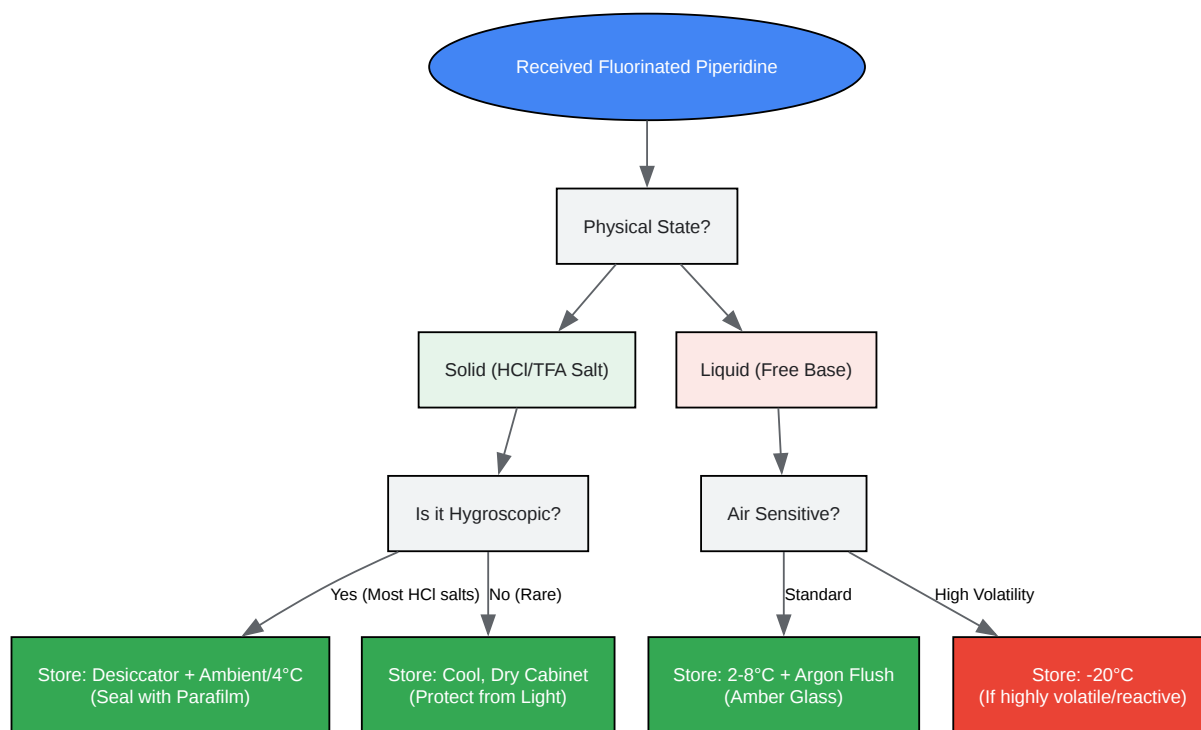 Received Fluorinated Piperidine
Physical State?
Solid (HCl/TFA Salt)
Liquid (Free Base)
Is it Hygroscopic?
Air Sensitive?
Yes (Most HCl salts)
No (Rare)
Standard
High Volatility
Store: Desiccator + Ambient/4°C
(Seal with Parafilm)
Store: Cool, Dry Cabinet
(Protect from Light)
Store: 2-8°C + Argon Flush
(Amber Glass)
Store: -20°C
(If highly volatile/reactive)